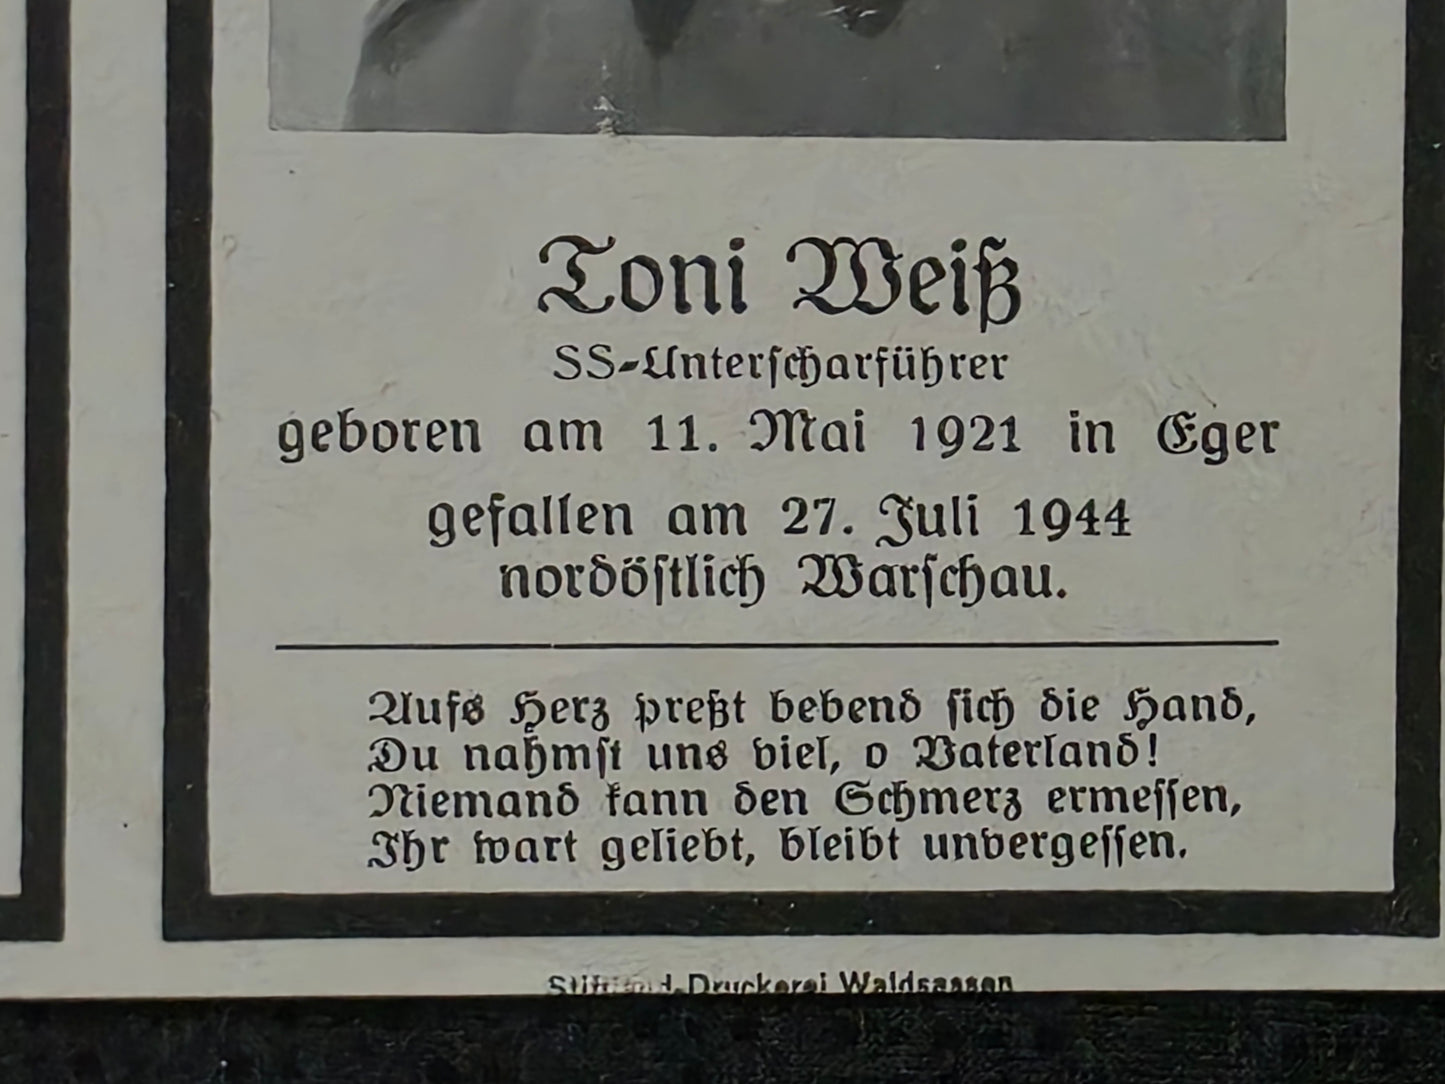 Toni Weiß
SS-Unterscharführer
geboren am 11. Mai 1921 in Eger
gefallen am 27. Juli 1944
nordöstlich Warschau.
Aufs Herz preßt bebend sich die Hand,
Du nahmst uns viel, o Vaterland!
Niemand kann den Schmerz ermessen,
Ihr wart geliebt, bleibt unvergessen.
Druckerei Waldsassen